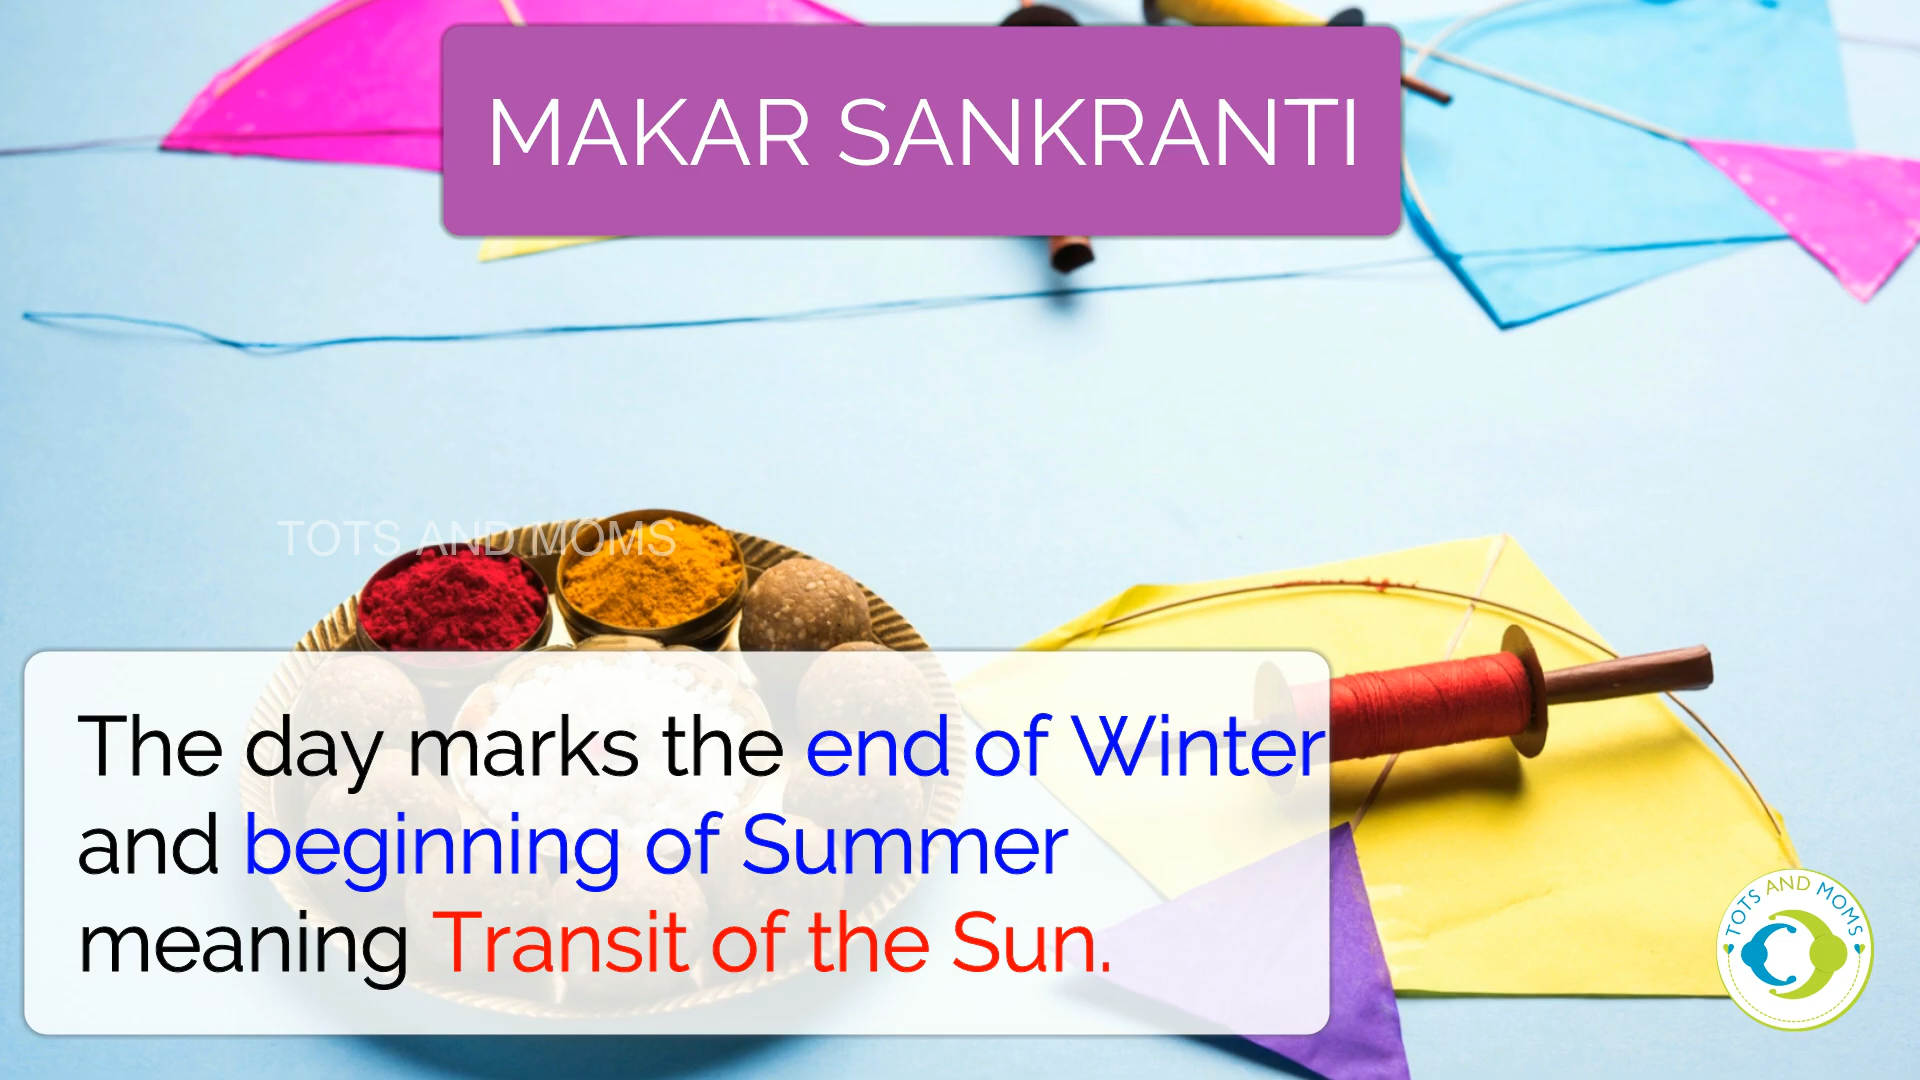 MAKAR SANKRANTI
TOTS AND MOMS
The day marks the end of Winter
and beginning of Summer
meaning Transit of the Sun.
TOTS AND MOMS